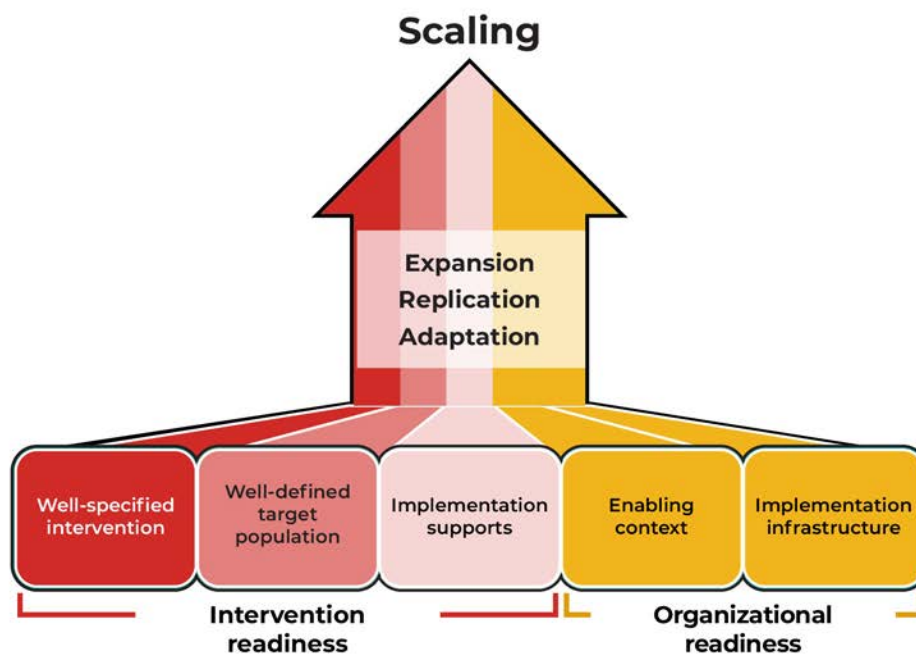 Scaling
Expansion
Replication
Adaptation
Well-specified
intervention
Well-defined
target
population
Implementation
supports
Enabling
context
Implementation
infrastructure
Intervention
readiness
Organizational
readiness